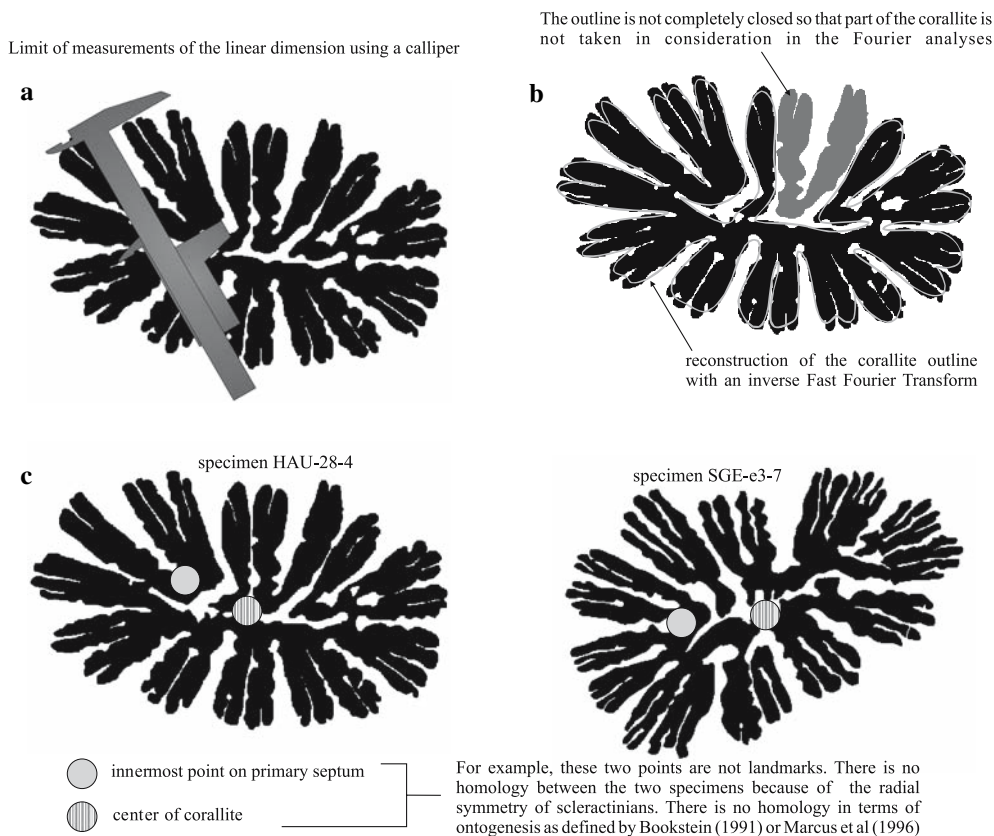 Limit of measurements of the linear dimension using a calliper
The outline is not completely closed so that part of the corallite is
not taken in consideration in the Fourier analyses
a
b
reconstruction of the corallite outline
with an inverse Fast Fourier Transform
c
specimen HAU-28-4
specimen SGE-e3-7
innermost point on primary septum
center of corallite
For example, these two points are not landmarks. There is no
homology between the two specimens because of the radial
symmetry of scleractinians. There is no homology in terms of
ontogenesis as defined by Bookstein (1991) or Marcus et al (1996)